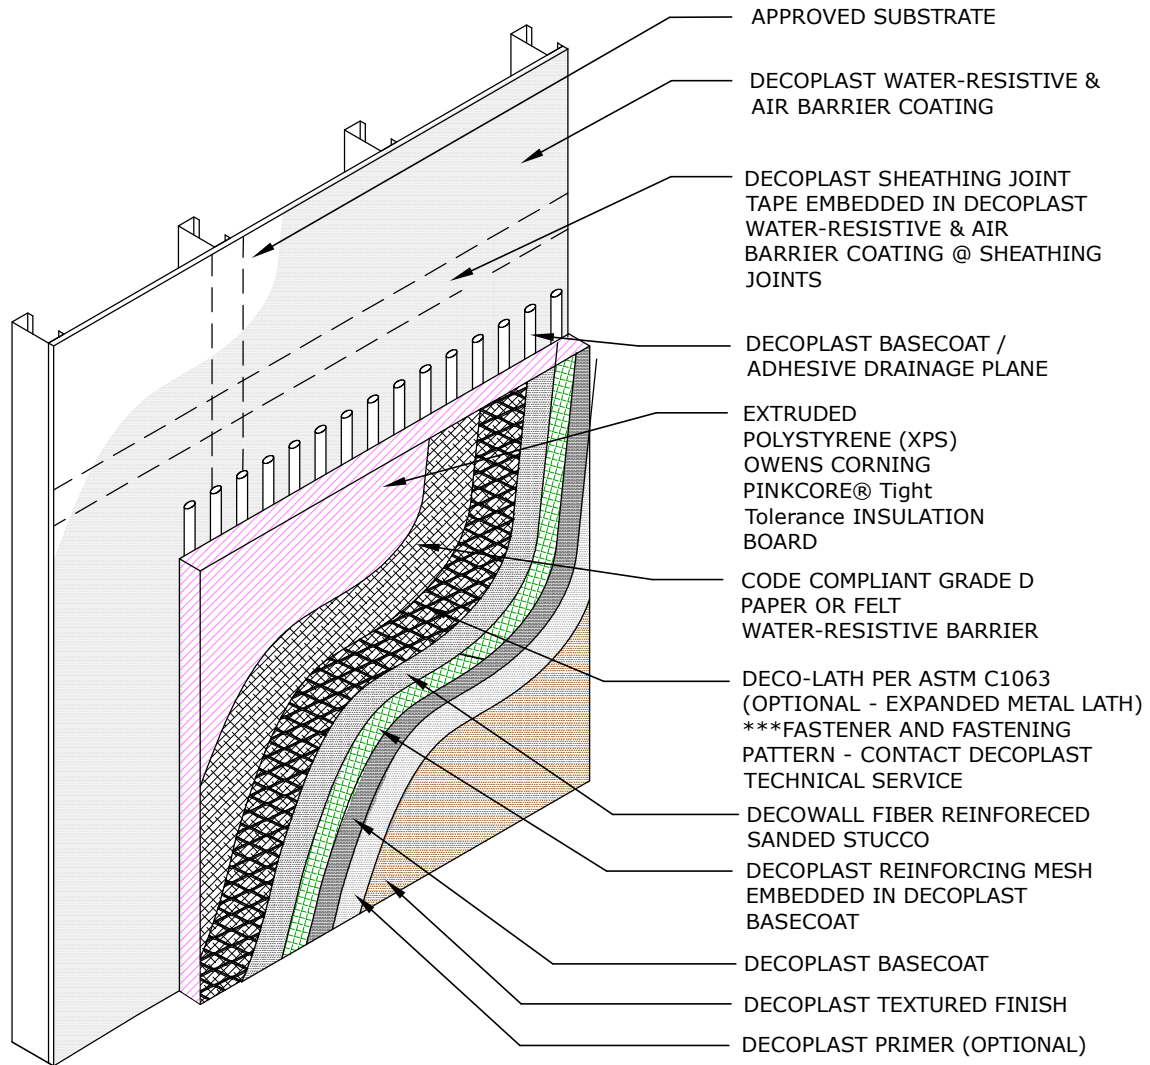 APPROVED SUBSTRATE
DECOPLAST WATER-RESISTIVE &
AIR BARRIER COATING
DECOPLAST SHEATHING JOINT
TAPE EMBEDDED IN DECOPLAST
WATER-RESISTIVE & AIR
BARRIER COATING @ SHEATHING
JOINTS
DECOPLAST BASECOAT /
ADHESIVE DRAINAGE PLANE
EXTRUDED
POLYSTYRENE (XPS)
OWENS CORNING
PINKCORE® Tight
Tolerance INSULATION
BOARD
CODE COMPLIANT GRADE D
PAPER OR FELT
WATER-RESISTIVE BARRIER
DECO-LATH PER ASTM C1063
(OPTIONAL - EXPANDED METAL LATH)
***FASTENER AND FASTENING
PATTERN - CONTACT DECOPLAST
TECHNICAL SERVICE
DECOWALL FIBER REINFORECED
SANDED STUCCO
DECOPLAST REINFORCING MESH
EMBEDDED IN DECOPLAST
BASECOAT
DECOPLAST BASECOAT
DECOPLAST TEXTURED FINISH
DECOPLAST PRIMER (OPTIONAL)